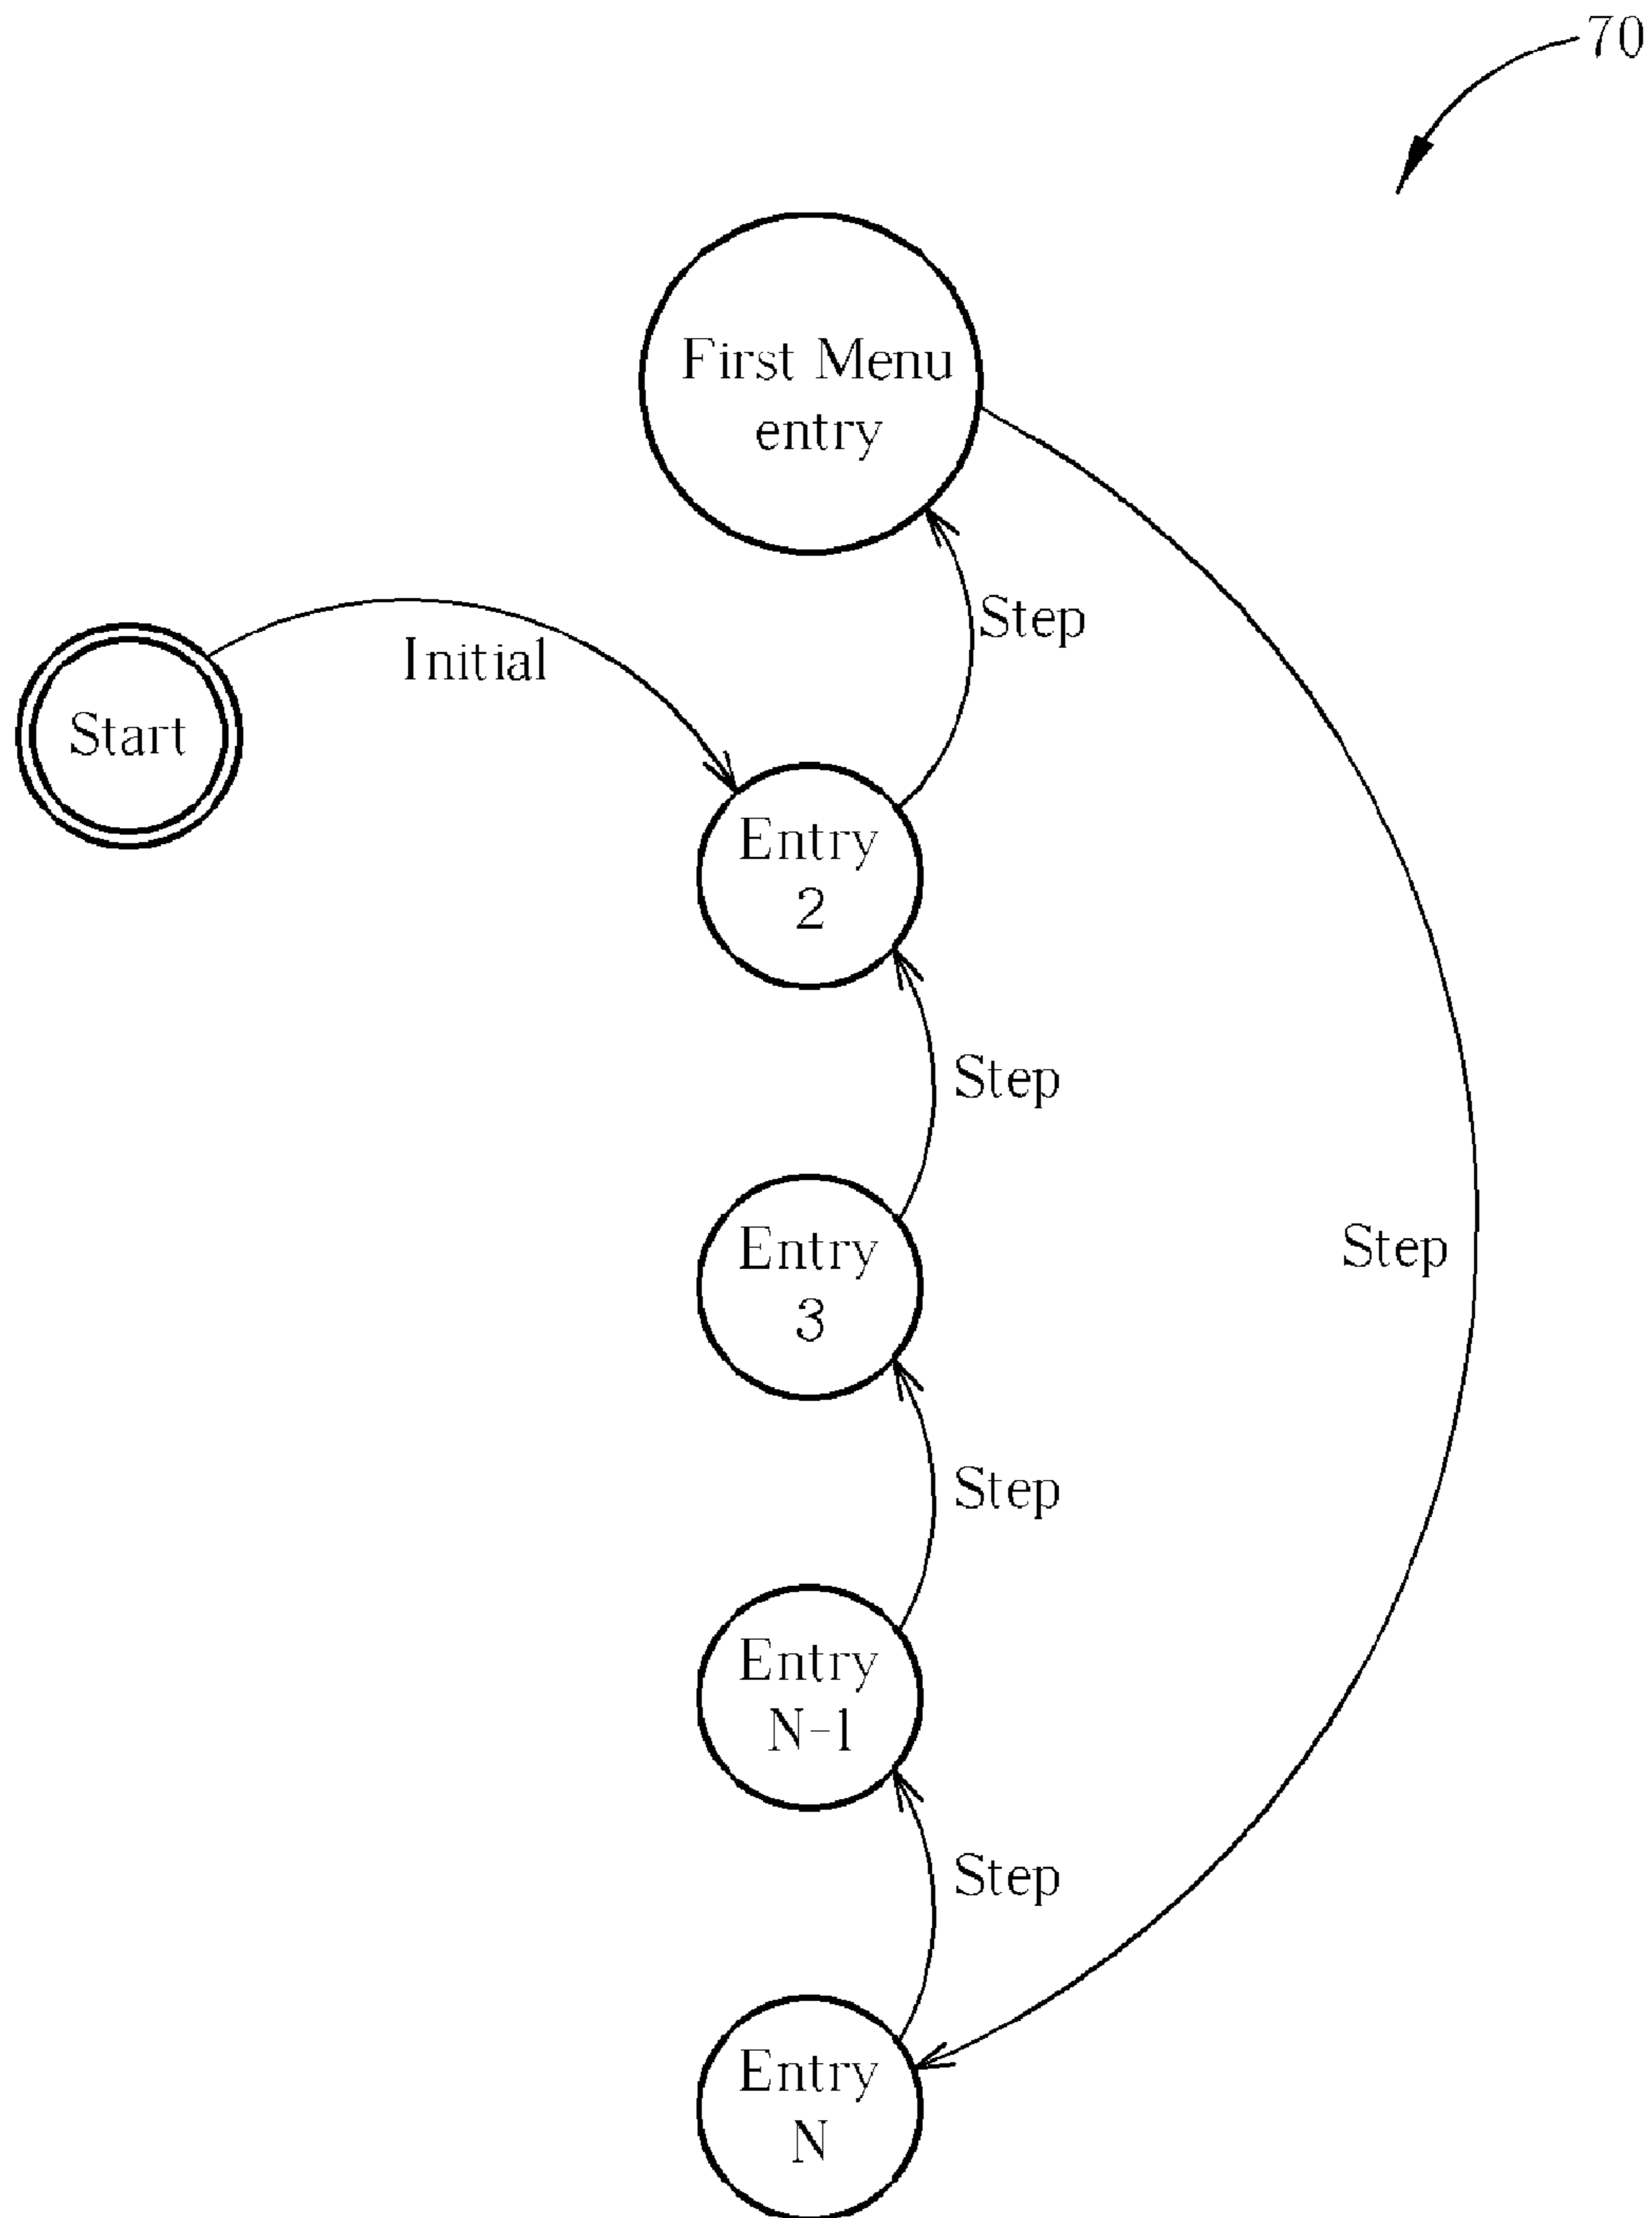 70
First Menu
entry
Step
Initial
Start
Entry
2
Step
Entry
3
Step
Step
Entry
N-1
Step
Entry
N